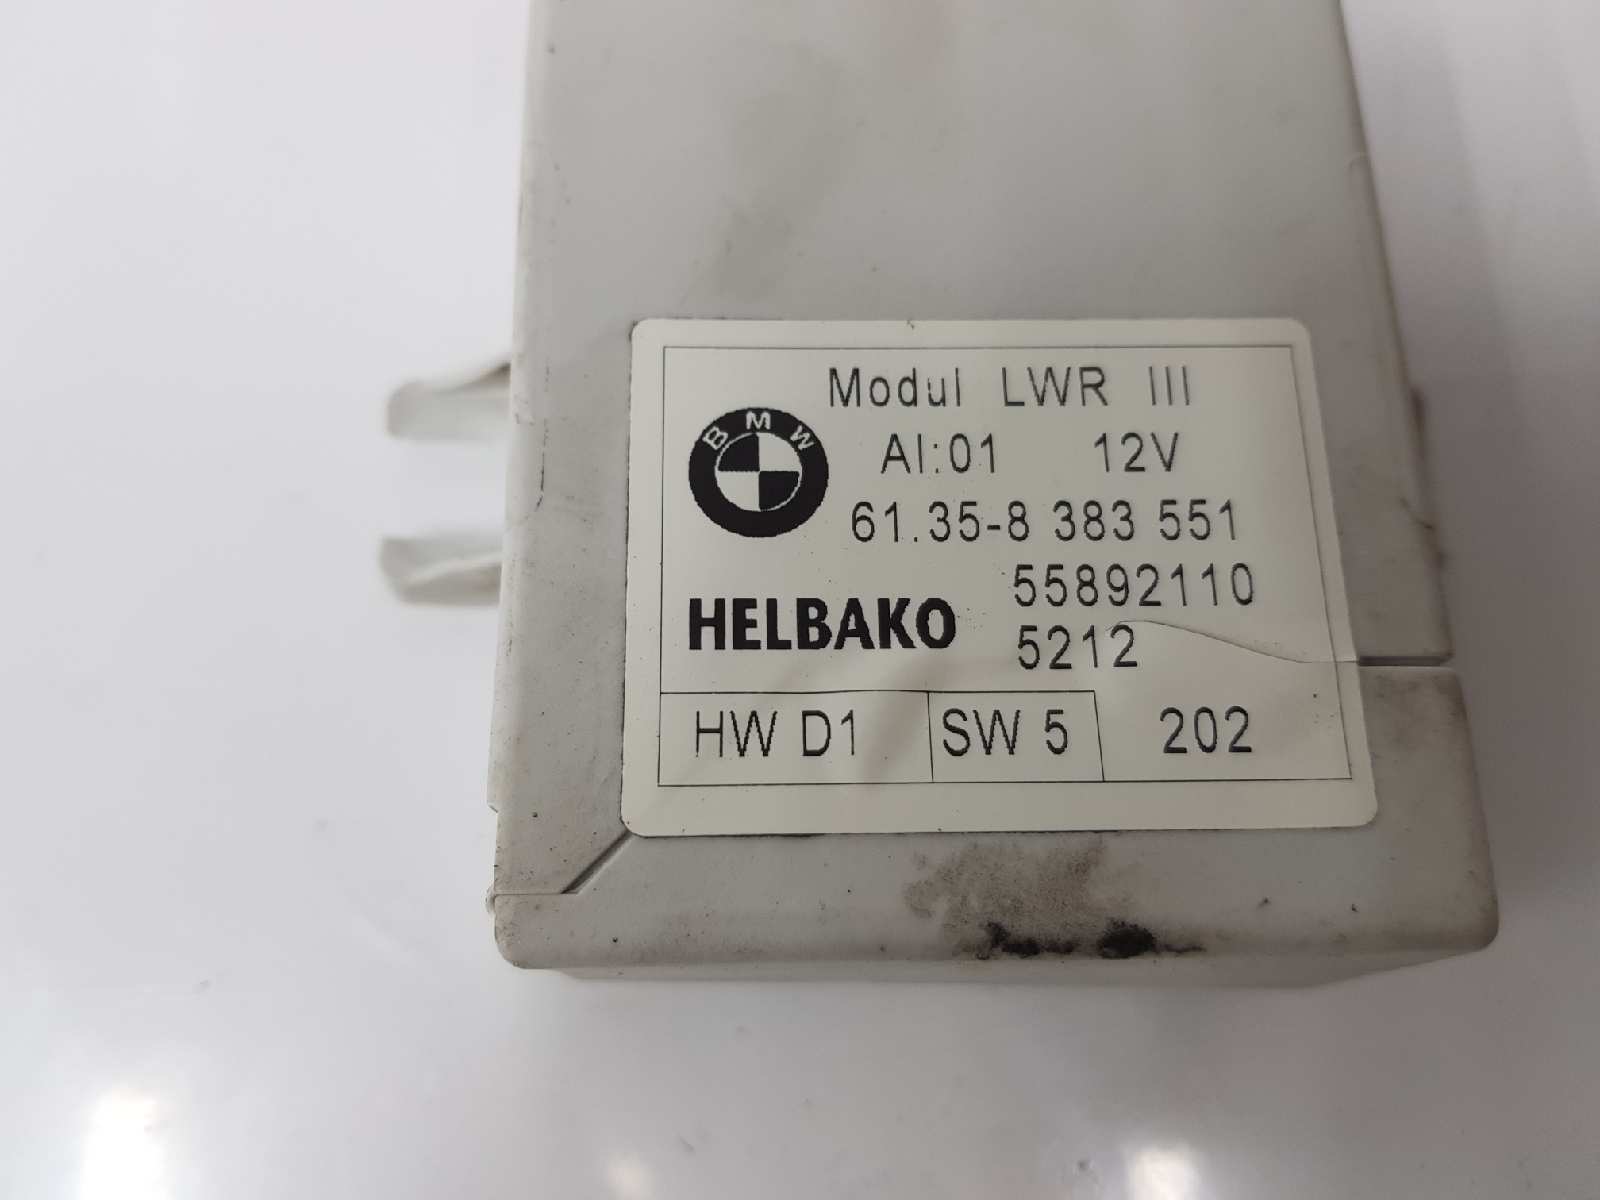 Modul LWR III
BMW
AI:01 12V
61.35-8 383 551
HELBAKO 55892110
5212
HW D1 SW 5 202